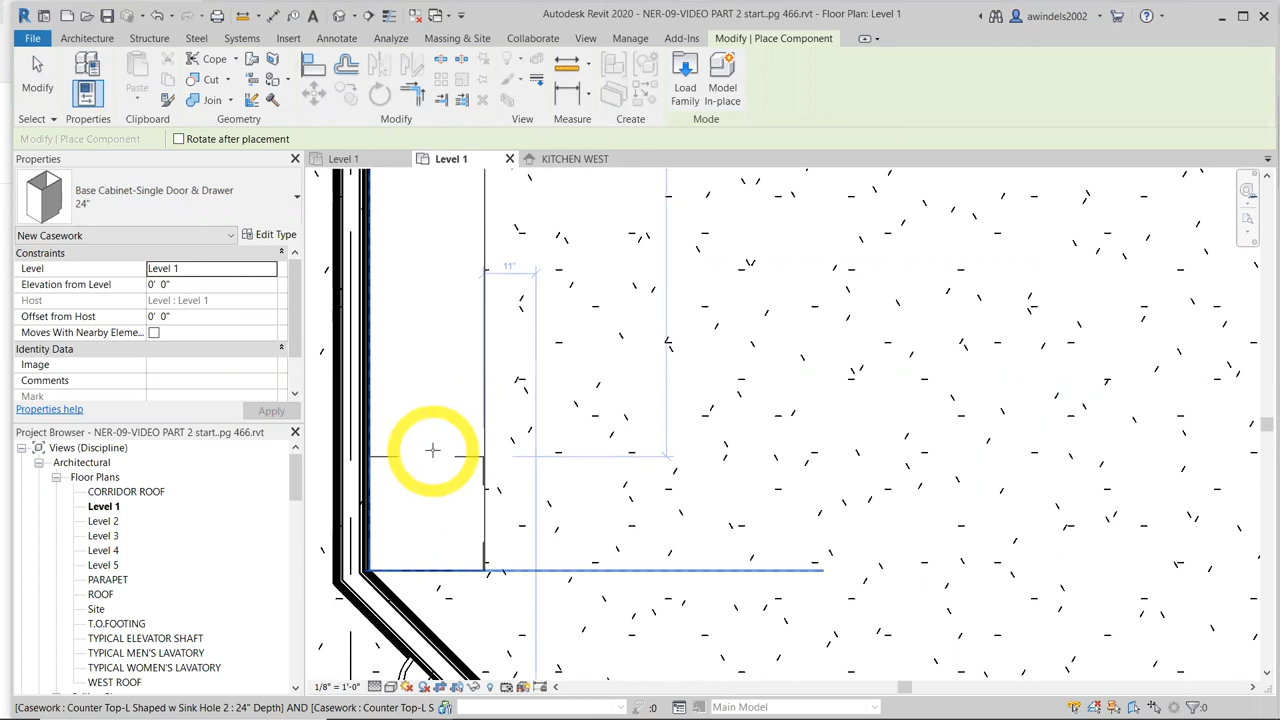 Autodesk Revit 2020 - NER-09-VIDEO PART 2 start..pg 466.rvt - Floor Plan: Level 1
awindels2002
File Architecture Structure Steel Systems Insert Annotate Analyze Massing & Site Collaborate View Manage Add-Ins Modify | Place Component
Modify Paste Cope Cut Join Load Family Model In-place
Select Properties Clipboard Geometry Modify View Measure Create Mode
Modify | Place Component Rotate after placement
Properties
Level 1 Level 1 KITCHEN WEST
Base Cabinet-Single Door & Drawer
24"
New Casework Edit Type
Constraints
Level Level 1
Elevation from Level 0' 0"
Host Level : Level 1
Offset from Host 0' 0"
Moves With Nearby Eleme...
Identity Data
Image
Comments
Mark
Properties help Apply
11"
Project Browser - NER-09-VIDEO PART 2 start..pg 466.rvt
Views (Discipline)
Architectural
Floor Plans
CORRIDOR ROOF
Level 1
Level 2
Level 3
Level 4
Level 5
PARAPET
ROOF
Site
T.O.FOOTING
TYPICAL ELEVATOR SHAFT
TYPICAL MEN'S LAVATORY
TYPICAL WOMEN'S LAVATORY
WEST ROOF
1/8" = 1'-0"
[Casework : Counter Top-L Shaped w Sink Hole 2 : 24" Depth] AND [Casework : Counter Top-L S :0 Main Model :0